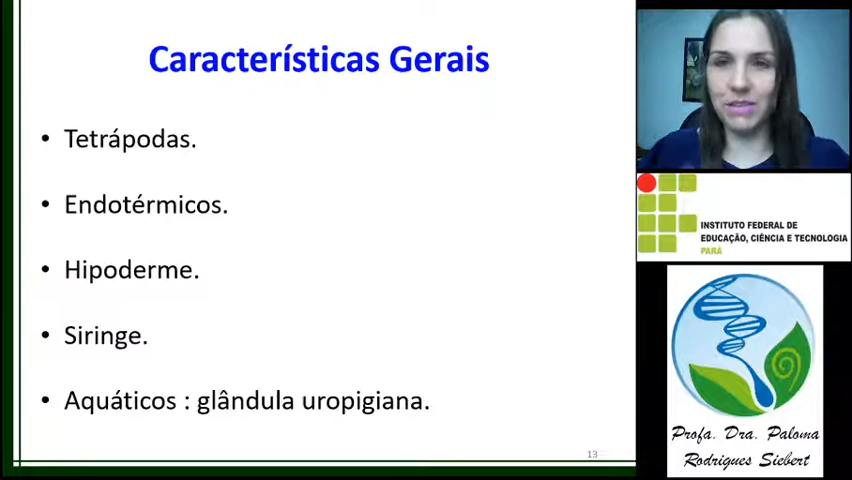 Características Gerais
• Tetrápodas.
• Endotérmicos.
• Hipoderme.
• Siringe.
• Aquáticos : glândula uropigiana.
13
INSTITUTO FEDERAL DE
EDUCAÇÃO, CIÊNCIA E TECNOLOGIA
PARÁ
Profa. Dra. Paloma
Rodrigues Siebert